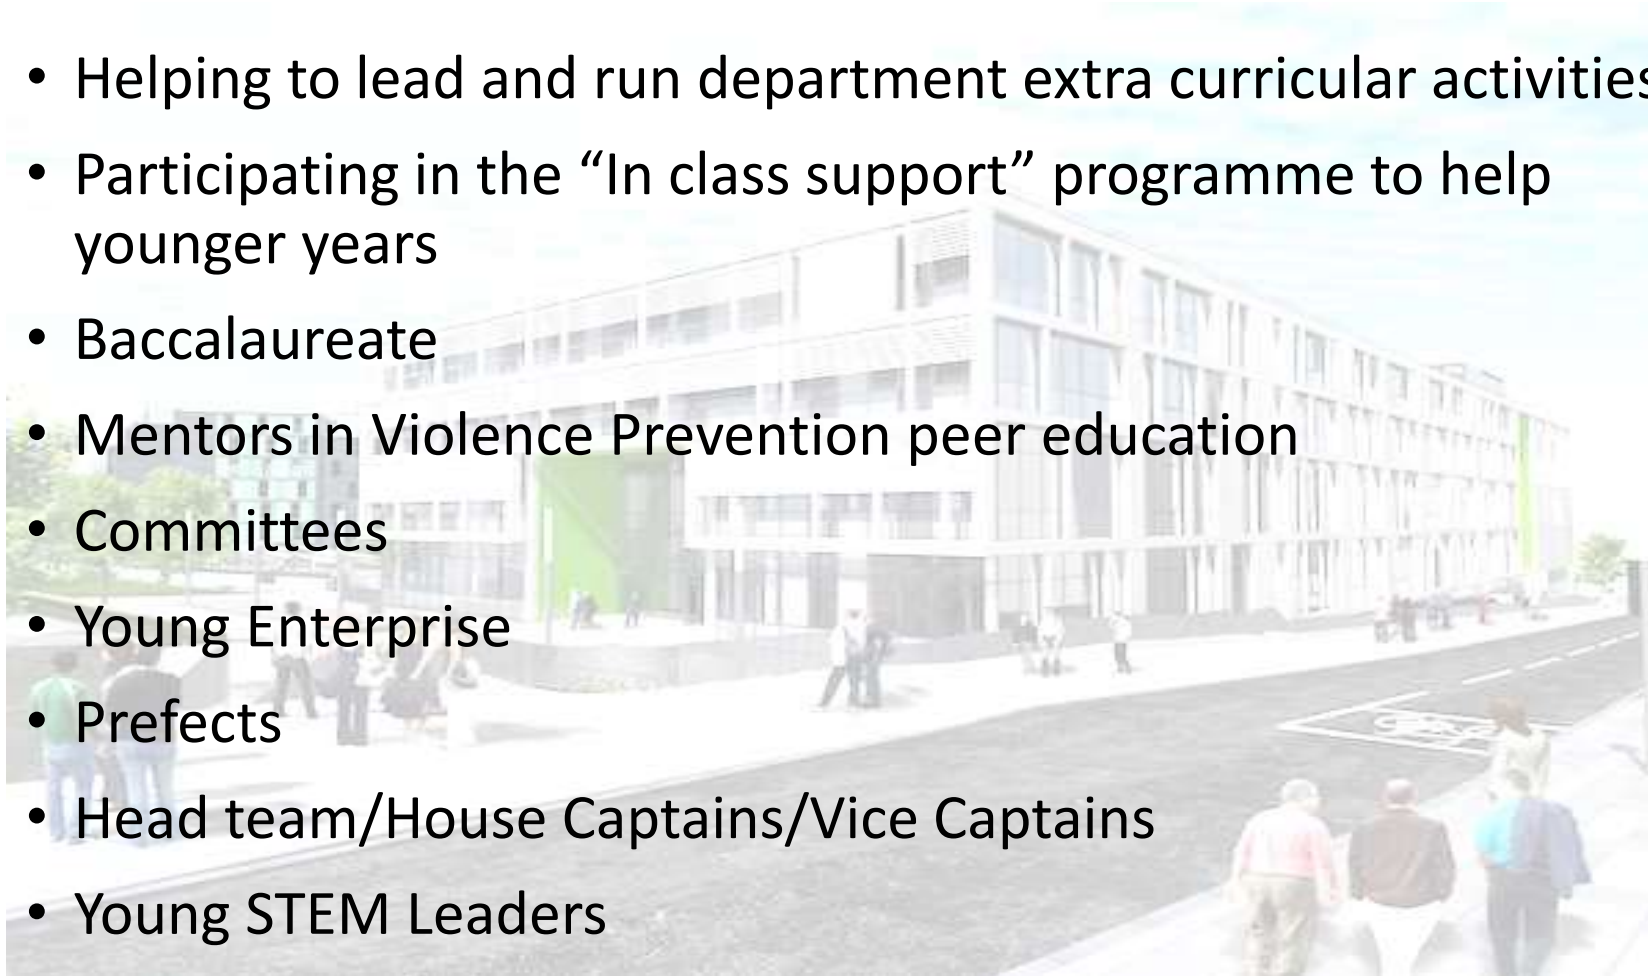 • Helping to lead and run department extra curricular activities
• Participating in the “In class support” programme to help
younger years
• Baccalaureate
• Mentors in Violence Prevention peer education
• Committees
• Young Enterprise
• Prefects
• Head team/House Captains/Vice Captains
• Young STEM Leaders